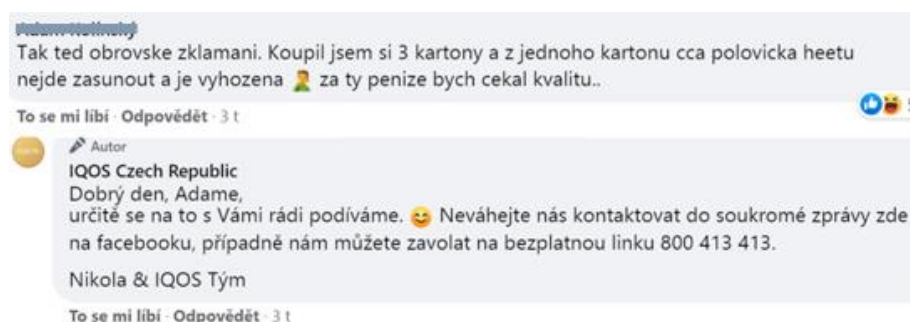 Tak ted obrovske zklamani. Koupil jsem si 3 kartony a z jednoho kartonu cca polovicka heetu
nejde zasunout a je vyhozena 🤦‍♂️ za ty penize bych cekal kvalitu..
To se mi líbí · Odpovědět · 3 t
Autor
IQOS Czech Republic
Dobrý den, Adame,
určitě se na to s Vámi rádi podíváme. 😊 Neváhejte nás kontaktovat do soukromé zprávy zde
na facebooku, případně nám můžete zavolat na bezplatnou linku 800 413 413.
Nikola & IQOS Tým
To se mi líbí · Odpovědět · 3 t